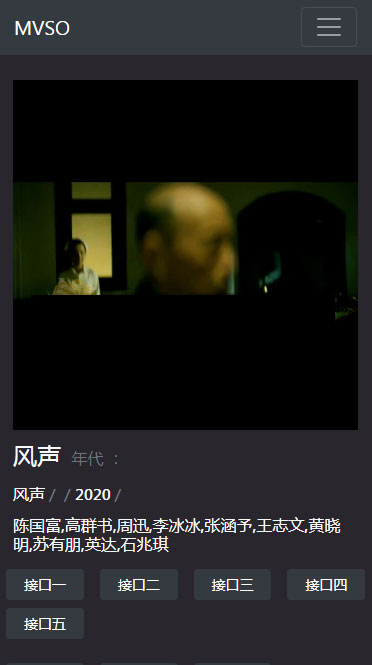 MVSO
风声 年代 ：
风声 / / 2020 /
陈国富,高群书,周迅,李冰冰,张涵予,王志文,黄晓
明,苏有朋,英达,石兆琪
接口一 接口二 接口三 接口四
接口五